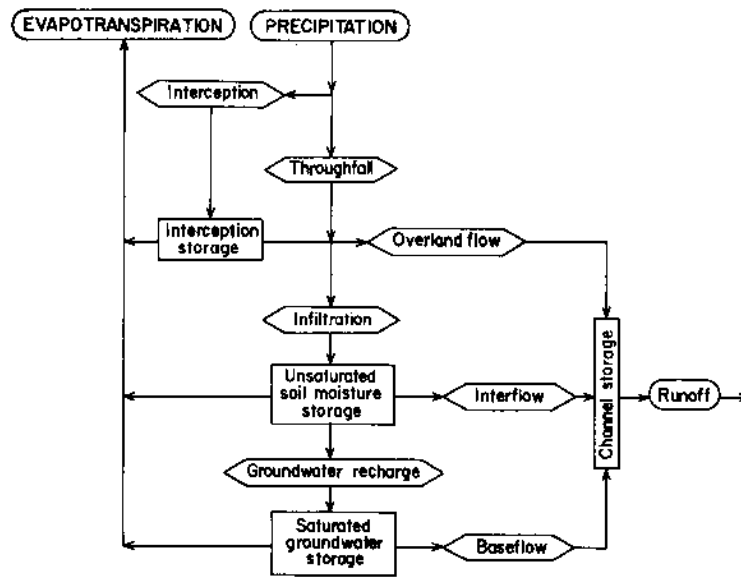 EVAPOTRANSPIRATION
PRECIPITATION
Interception
Throughfall
Interception
storage
Overland flow
Infiltration
Unsaturated
soil moisture
storage
Interflow
Channel storage
Runoff
Groundwater recharge
Saturated
groundwater
storage
Baseflow